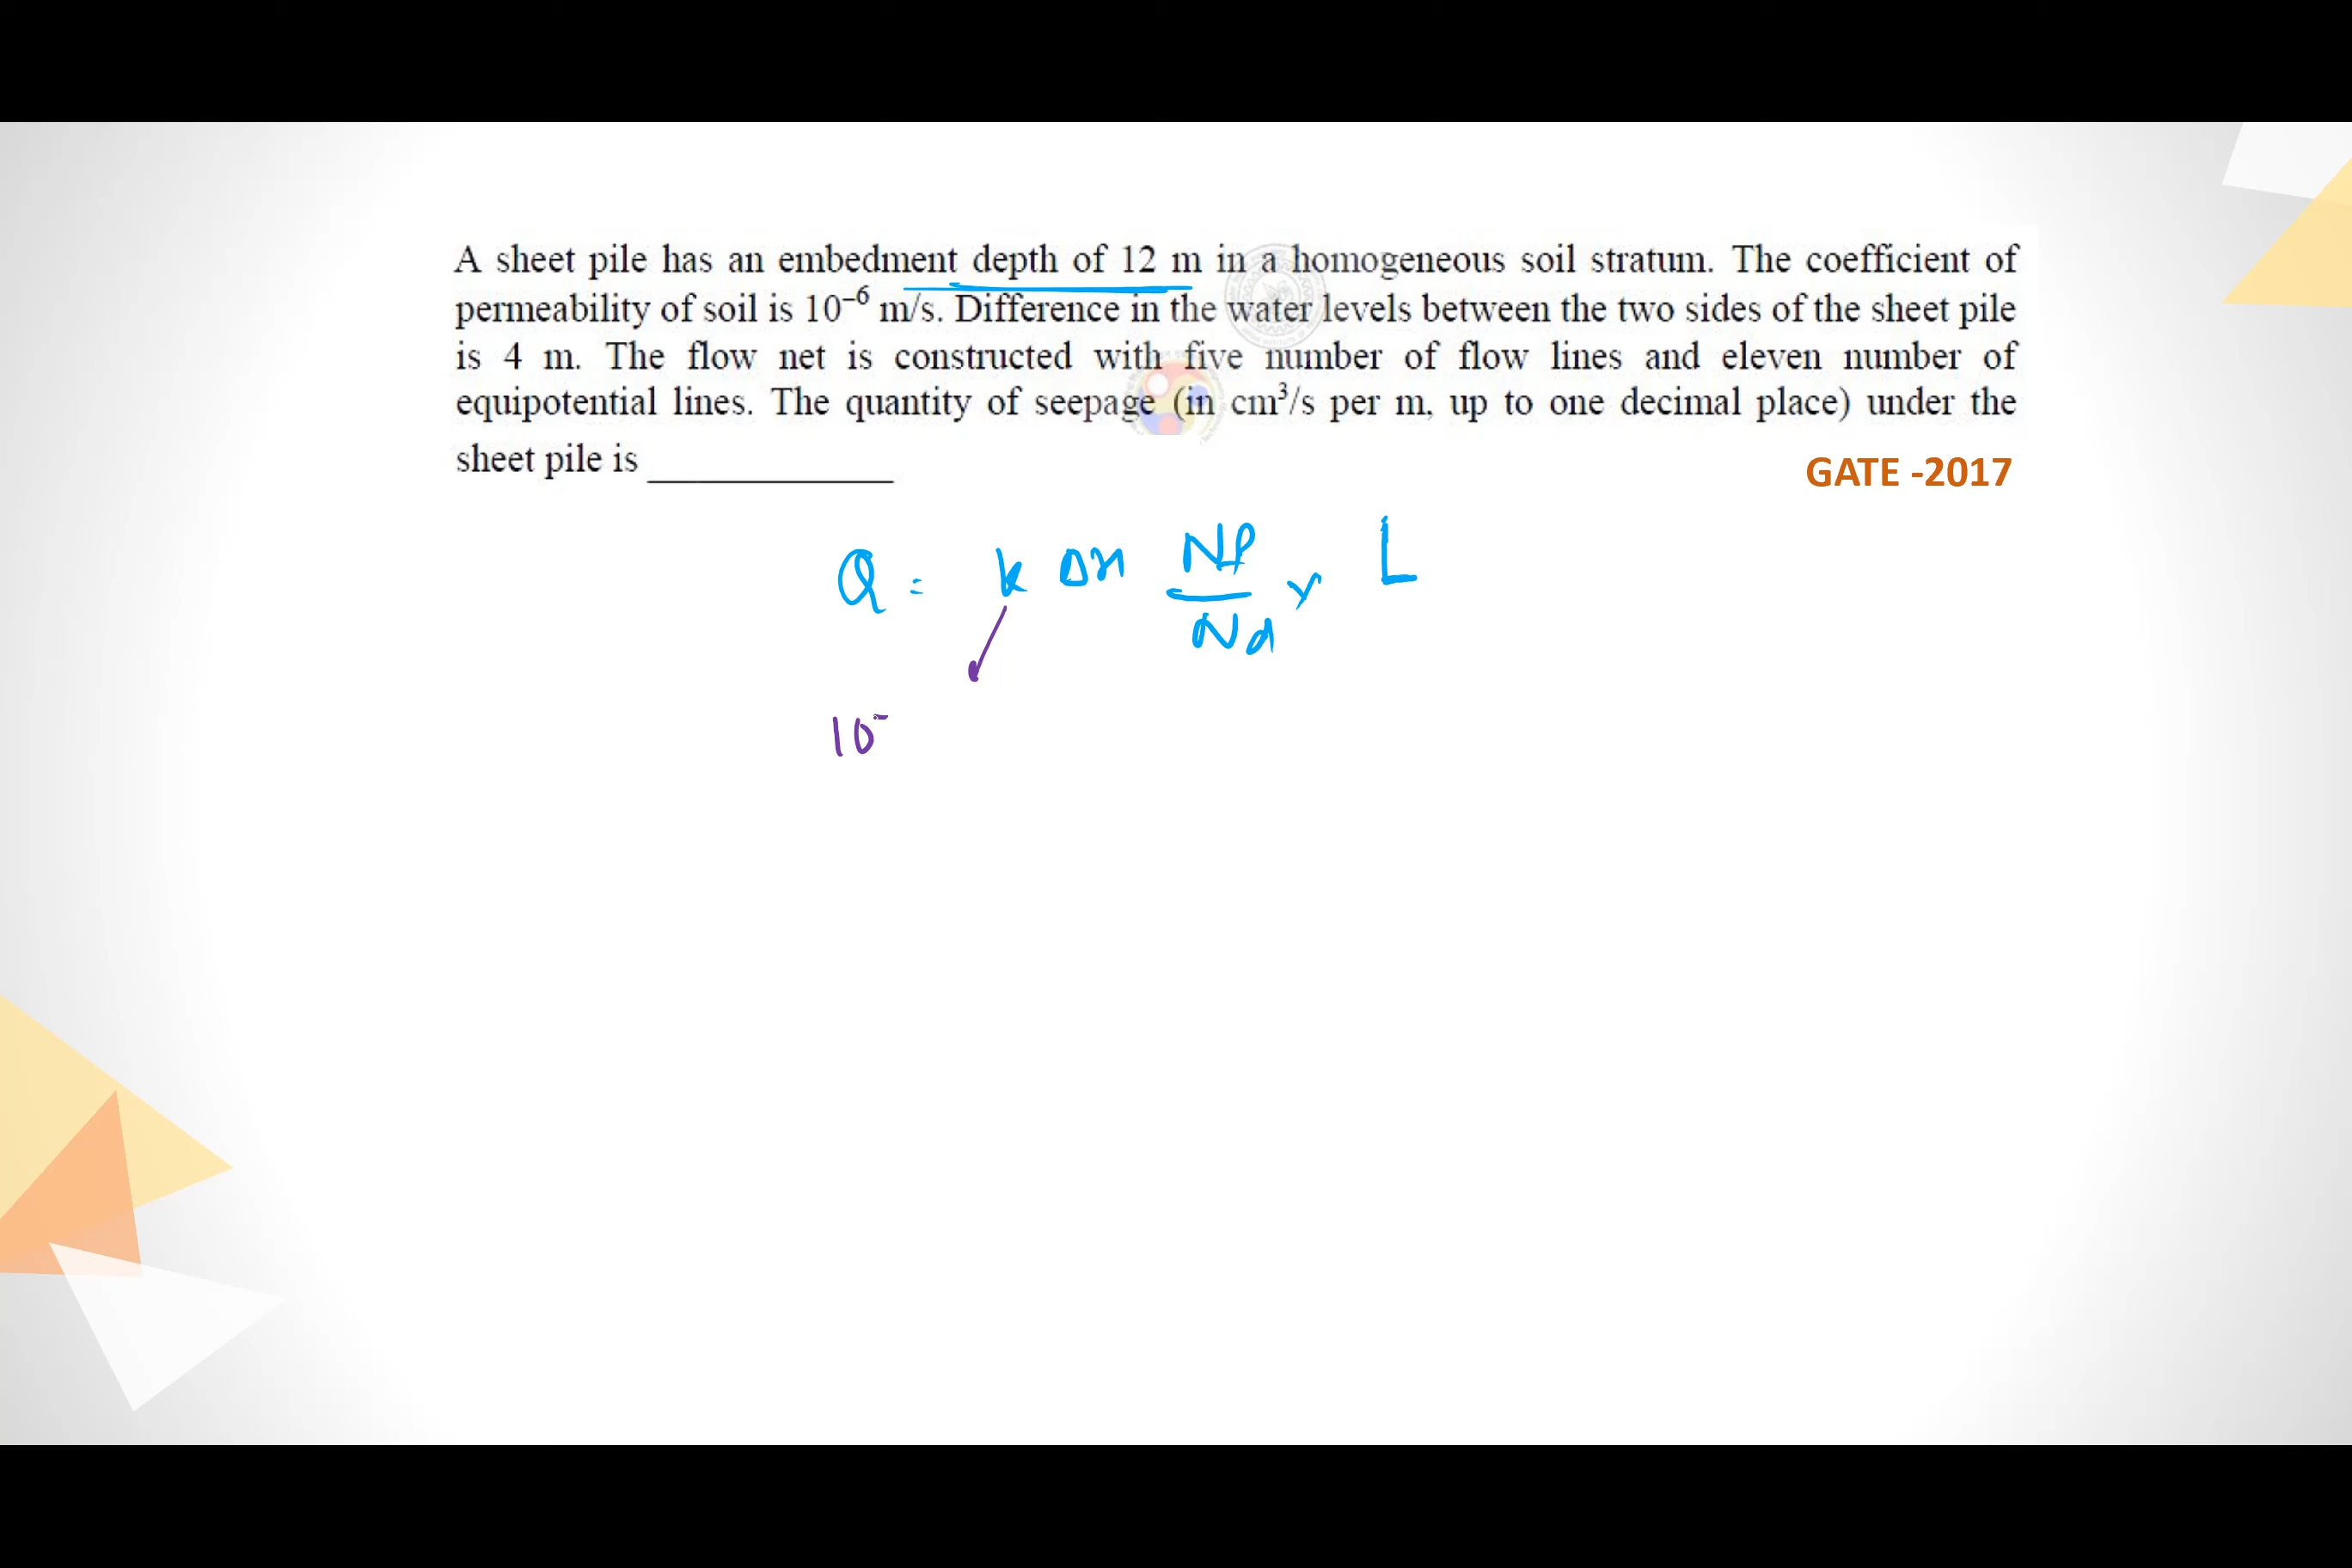 A sheet pile has an embedment depth of 12 m in a homogeneous soil stratum. The coefficient of
permeability of soil is 10⁻⁶ m/s. Difference in the water levels between the two sides of the sheet pile
is 4 m. The flow net is constructed with five number of flow lines and eleven number of
equipotential lines. The quantity of seepage (in cm³/s per m, up to one decimal place) under the
sheet pile is ____________
GATE -2017
Q = k ΔH Nf/Nd × L
10⁻